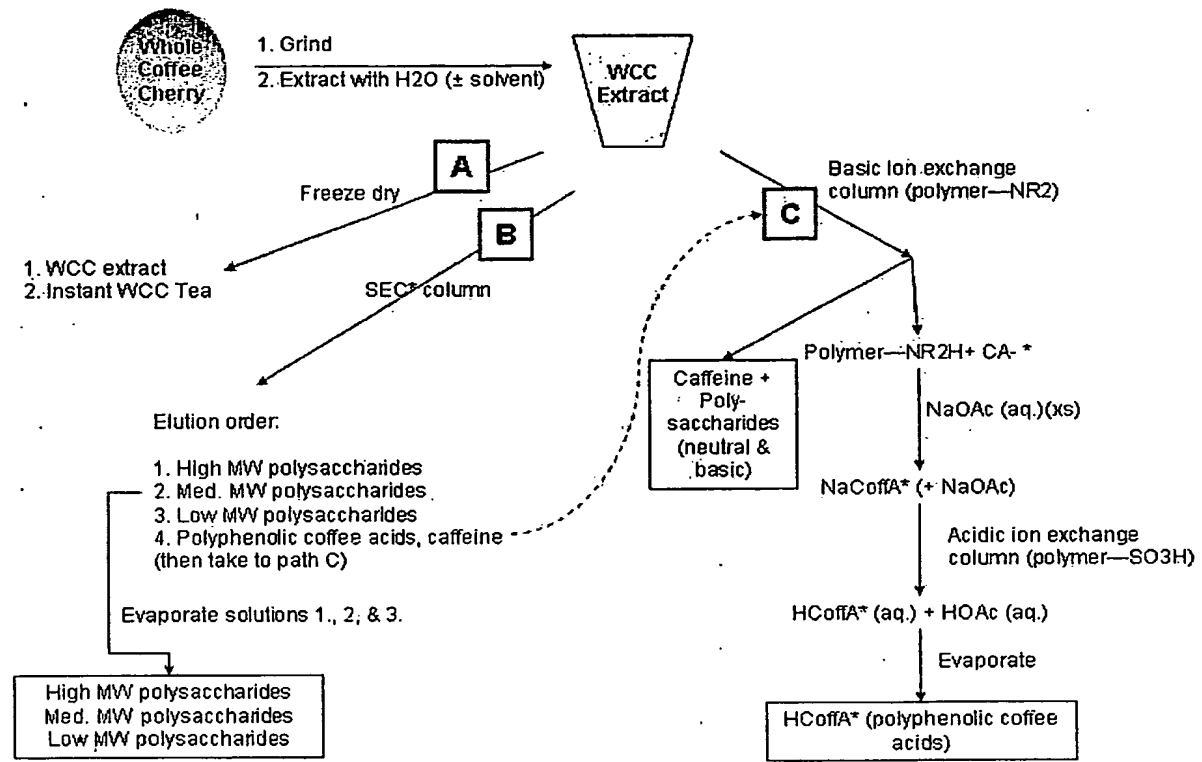 Whole
Coffee
Cherry
1. Grind
2. Extract with H2O (± solvent)
WCC
Extract
A
Freeze dry
1. WCC extract
2. Instant WCC Tea
B
SEC* column
Elution order:
1. High MW polysaccharides
2. Med. MW polysaccharides
3. Low MW polysaccharides
4. Polyphenolic coffee acids, caffeine
(then take to path C)
Evaporate solutions 1., 2, & 3.
High MW polysaccharides
Med. MW polysaccharides
Low MW polysaccharides
C
Basic Ion exchange
column (polymer—NR2)
Caffeine +
Poly-
saccharides
(neutral &
basic)
Polymer—NR2H+ CA- *
NaOAc (aq.)(xs)
NaCoffA* (+ NaOAc)
Acidic ion exchange
column (polymer—SO3H)
HCoffA* (aq.) + HOAc (aq.)
Evaporate
HCoffA* (polyphenolic coffee
acids)